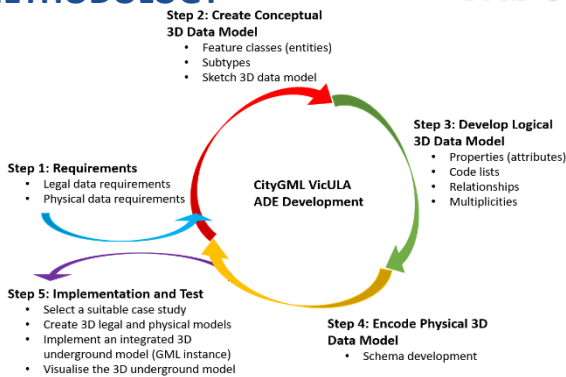 Step 2: Create Conceptual
3D Data Model
• Feature classes (entities)
• Subtypes
• Sketch 3D data model
Step 3: Develop Logical
3D Data Model
• Properties (attributes)
• Code lists
• Relationships
• Multiplicities
Step 1: Requirements
• Legal data requirements
• Physical data requirements
CityGML VicULA
ADE Development
Step 5: Implementation and Test
• Select a suitable case study
• Create 3D legal and physical models
• Implement an integrated 3D
underground model (GML instance)
• Visualise the 3D underground model
Step 4: Encode Physical 3D
Data Model
• Schema development